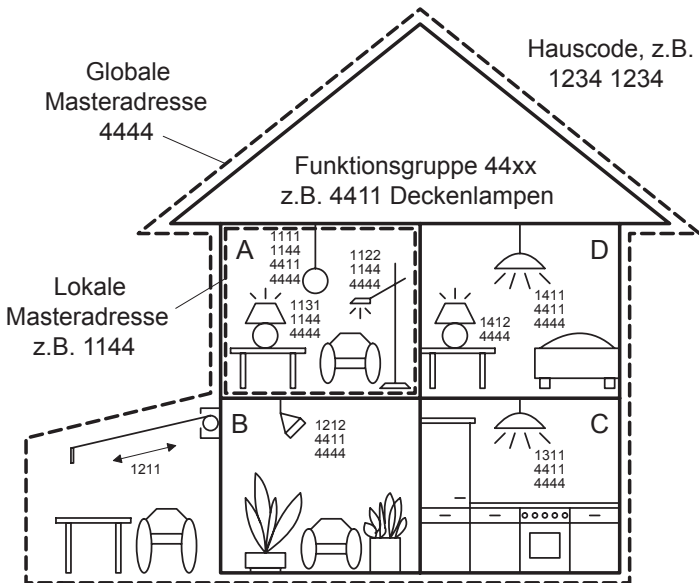 Globale
Masteradresse
4444
Hauscode, z.B.
1234 1234
Funktionsgruppe 44xx
z.B. 4411 Deckenlampen
Lokale
Masteradresse
z.B. 1144
A
1111
1144
4411
4444
1122
1144
4444
1131
1144
4444
D
1411
4411
4444
1412
4444
B
1212
4411
4444
1211
C
1311
4411
4444